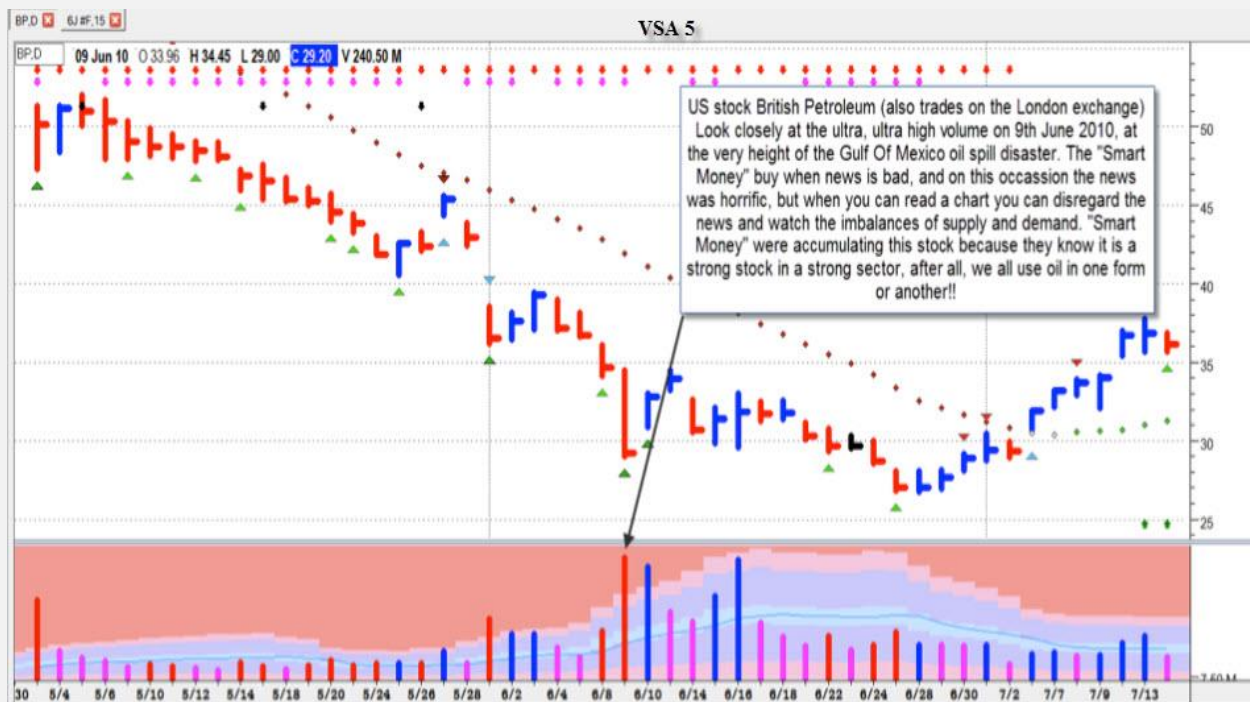 BP,D 6J #F,15
VSA 5
BP,D 09 Jun 10 O 33.96 H 34.45 L 29.00 C 29.20 V 240.50 M
US stock British Petroleum (also trades on the London exchange)
Look closely at the ultra, ultra high volume on 9th June 2010, at
the very height of the Gulf Of Mexico oil spill disaster. The "Smart
Money" buy when news is bad, and on this occassion the news
was horrific, but when you can read a chart you can disregard the
news and watch the imbalances of supply and demand. "Smart
Money" were accumulating this stock because they know it is a
strong stock in a strong sector, after all, we all use oil in one form
or another!!
50
45
40
35
30
25
7.50 M
30 5/4 5/6 5/10 5/12 5/14 5/18 5/20 5/24 5/26 5/28 6/2 6/4 6/8 6/10 6/14 6/16 6/18 6/22 6/24 6/28 6/30 7/2 7/7 7/9 7/13